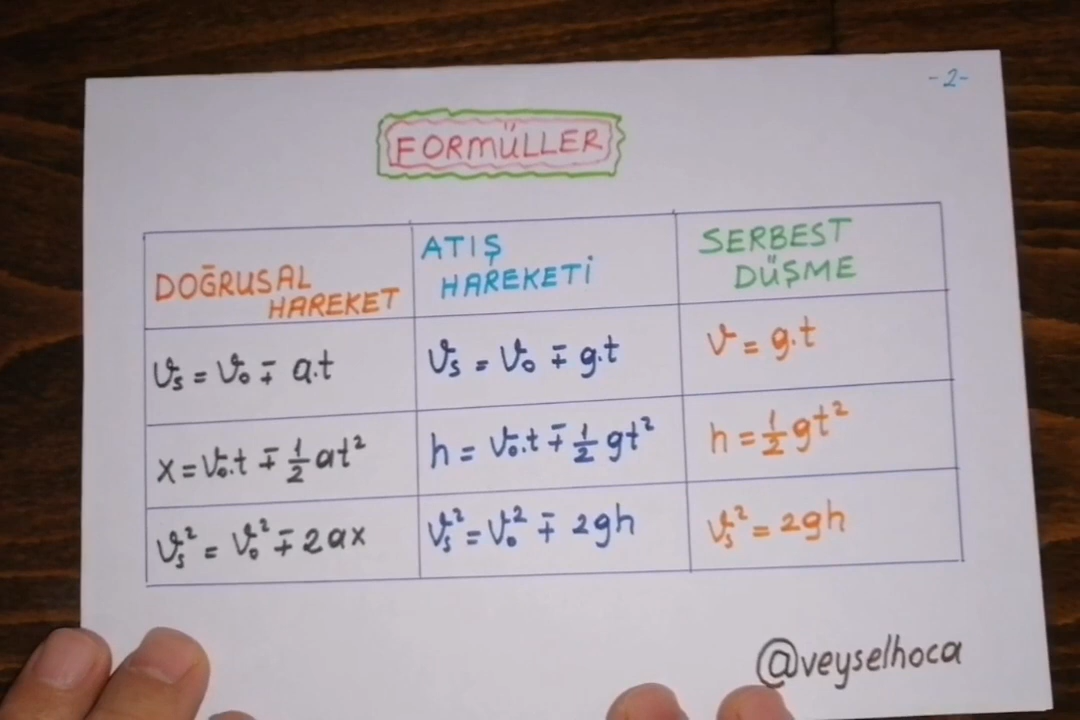 -2-
FORMÜLLER
DOĞRUSAL
HAREKET
ATIŞ
HAREKETİ
SERBEST
DÜŞME
𝒱s = 𝒱₀ ∓ a.t
𝒱s = 𝒱₀ ∓ g.t
𝒱 = g.t
x = 𝒱₀.t ∓ 1/2 at²
h = 𝒱₀.t ∓ 1/2 gt²
h = 1/2 gt²
𝒱s² = 𝒱₀² ∓ 2ax
𝒱s² = 𝒱₀² ∓ 2gh
𝒱s² = 2gh
@veyselhoca